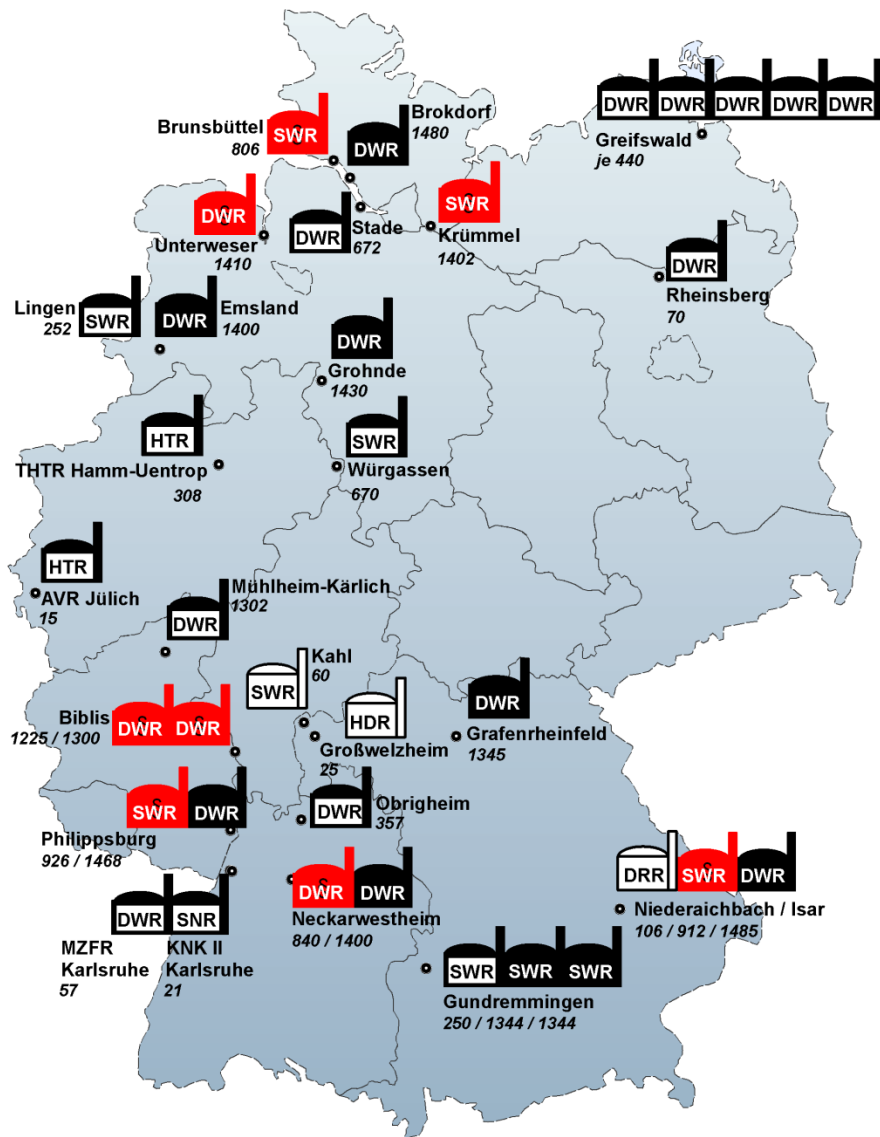 DWR DWR DWR DWR DWR
Greifswald
je 440
Brunsbüttel
806
SWR
DWR
Brokdorf
1480
DWR
Unterweser
1410
DWR
Stade
672
SWR
Krümmel
1402
DWR
Rheinsberg
70
Lingen
252
SWR
DWR
Emsland
1400
DWR
Grohnde
1430
HTR
THTR Hamm-Uentrop
308
SWR
Würgassen
670
HTR
AVR Jülich
15
Mühlheim-Kärlich
1302
DWR
Kahl
60
SWR
HDR
Großwelzheim
25
DWR
Grafenrheinfeld
1345
Biblis
1225 / 1300
DWR DWR
SWR DWR
Philippsburg
926 / 1468
DWR
Obrigheim
357
DWR DWR
Neckarwestheim
840 / 1400
DRR SWR DWR
Niederaichbach / Isar
106 / 912 / 1485
DWR SNR
MZFR
Karlsruhe
57
KNK II
Karlsruhe
21
SWR SWR SWR
Gundremmingen
250 / 1344 / 1344